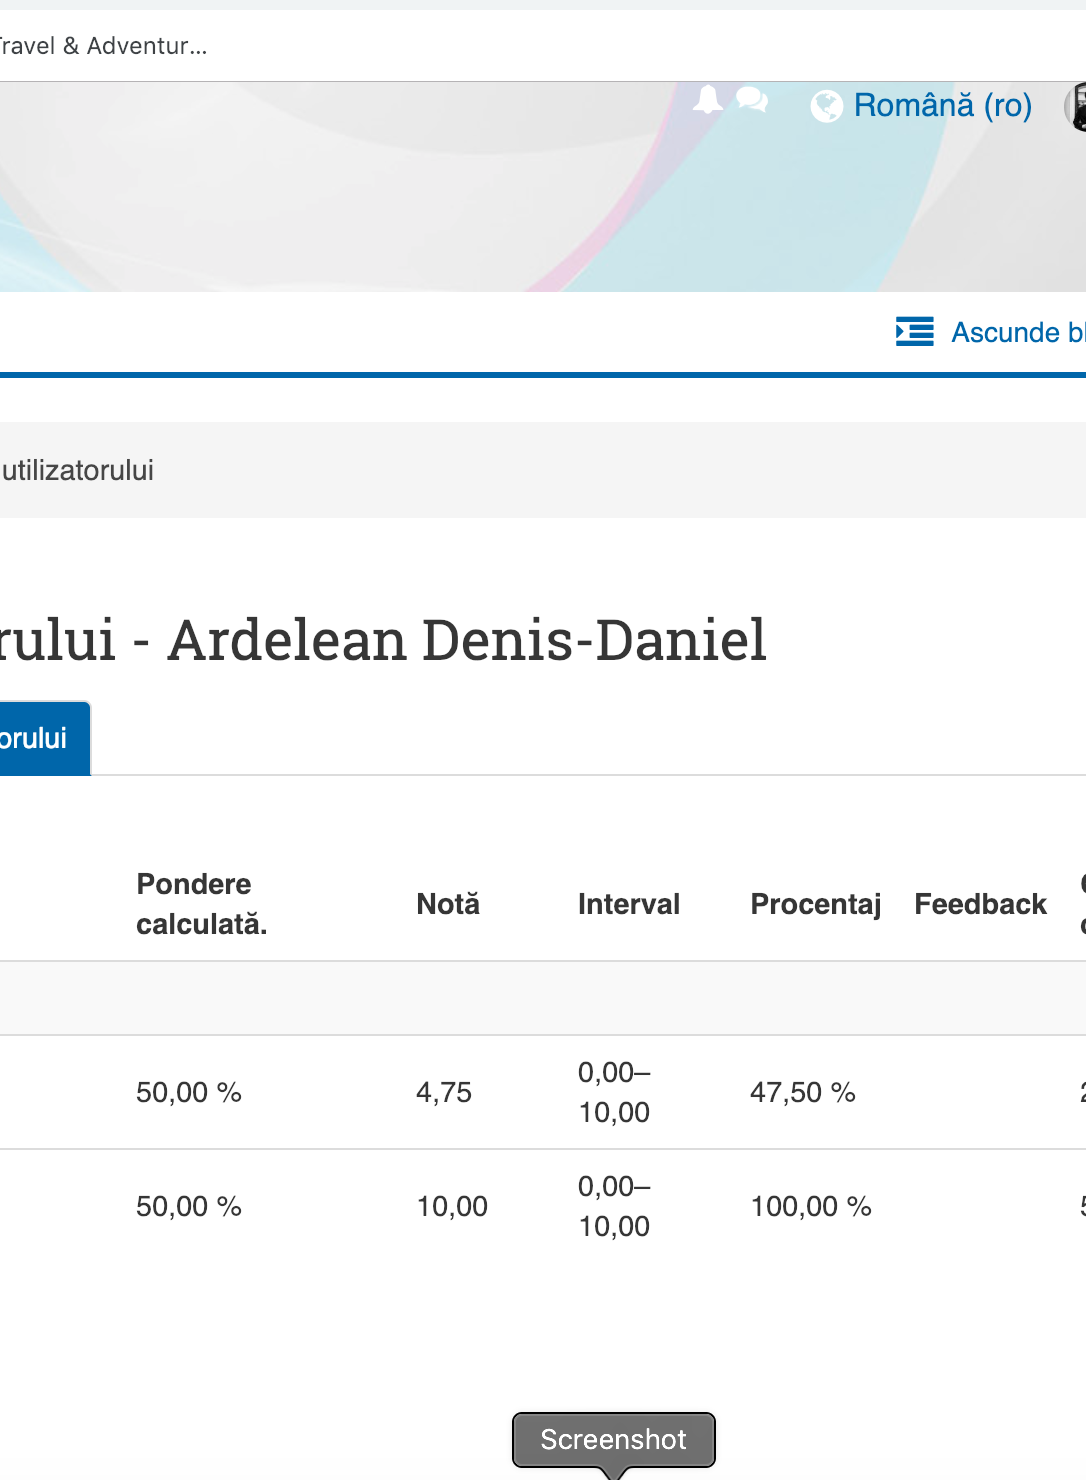 Travel & Adventur...
Română (ro)
Ascunde bl
utilizatorului
rului - Ardelean Denis-Daniel
orului
Pondere calculată. Notă Interval Procentaj Feedback
50,00 % 4,75 0,00–10,00 47,50 %
50,00 % 10,00 0,00–10,00 100,00 %
Screenshot